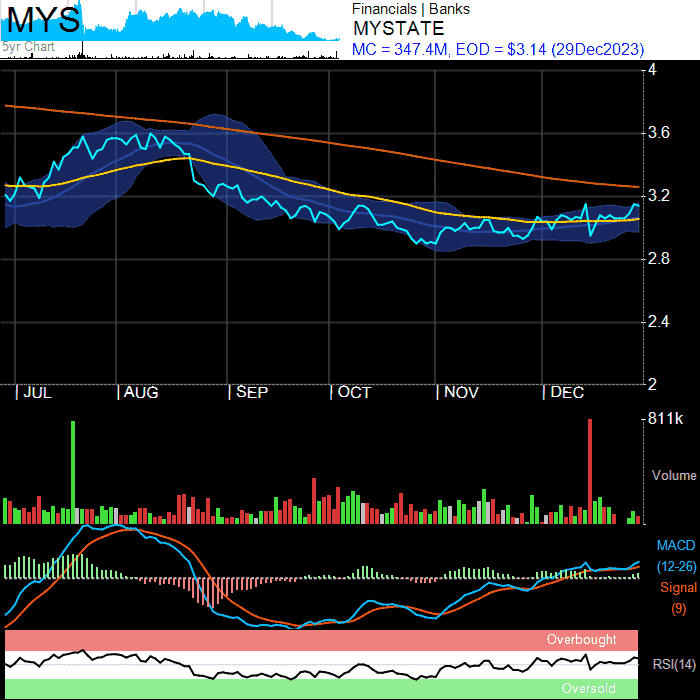 MYS
5yr Chart
Financials | Banks
MYSTATE
MC = 347.4M, EOD = $3.14 (29Dec2023)
4
3.6
3.2
2.8
2.4
2
| JUL | AUG | SEP | OCT | NOV | DEC
811k
Volume
MACD
(12-26)
Signal
(9)
Overbought
RSI(14)
Oversold